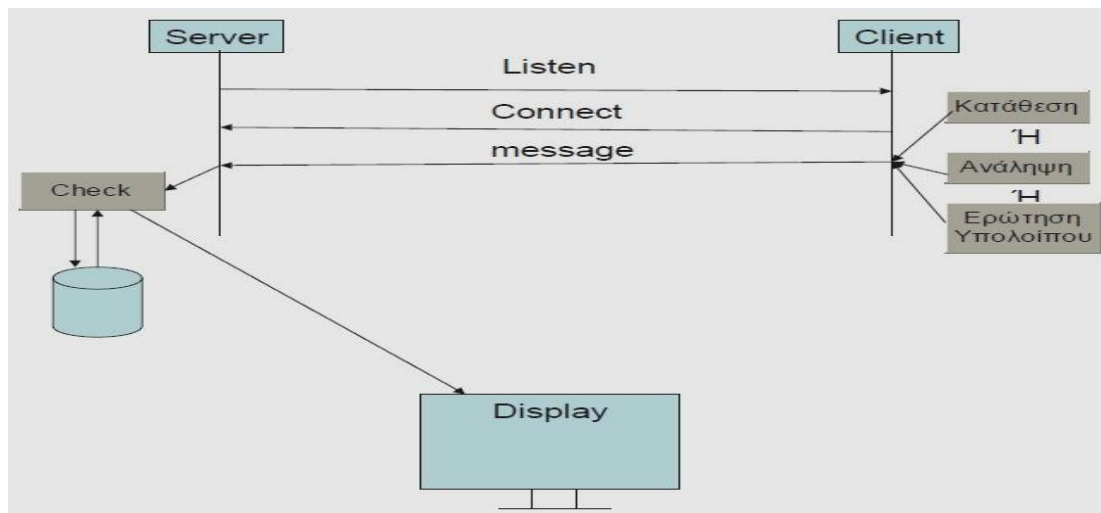 Server
Client
Listen
Connect
message
Κατάθεση
Ή
Ανάληψη
Ή
Ερώτηση
Υπολοίπου
Check
Display